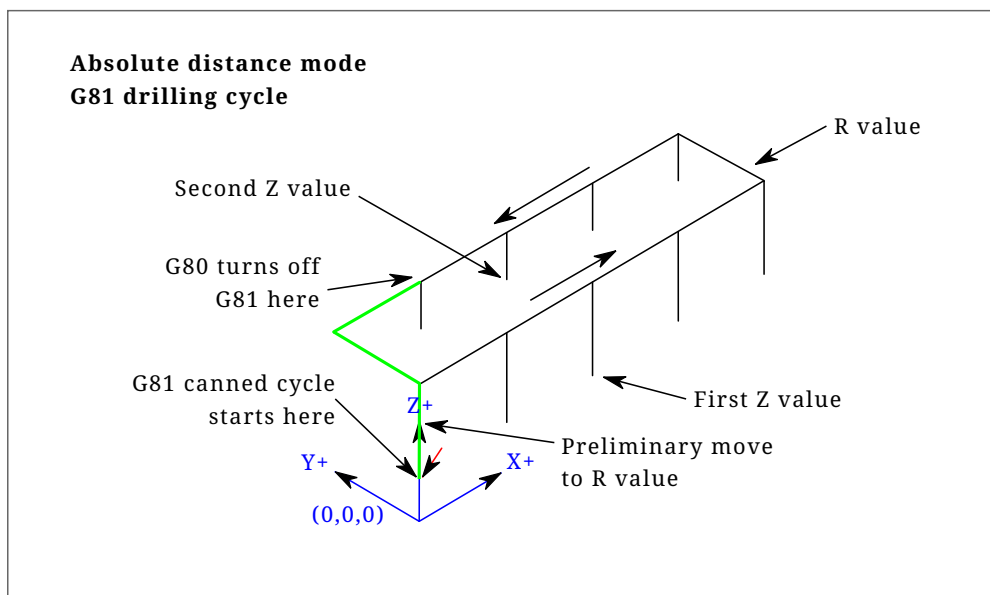 Absolute distance mode
G81 drilling cycle
R value
Second Z value
G80 turns off
G81 here
G81 canned cycle
starts here
Z+
First Z value
Preliminary move
to R value
Y+
X+
(0,0,0)